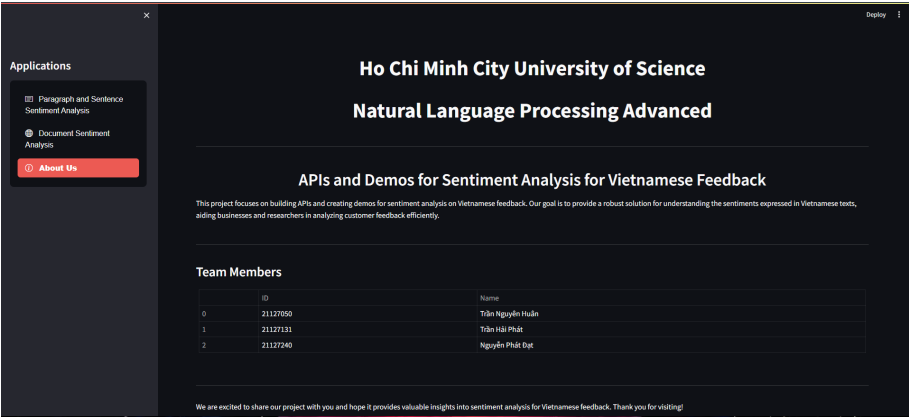 ×
Deploy
Applications
Paragraph and Sentence
Sentiment Analysis
Document Sentiment
Analysis
About Us
Ho Chi Minh City University of Science
Natural Language Processing Advanced
APIs and Demos for Sentiment Analysis for Vietnamese Feedback
This project focuses on building APIs and creating demos for sentiment analysis on Vietnamese feedback. Our goal is to provide a robust solution for understanding the sentiments expressed in Vietnamese texts,
aiding businesses and researchers in analyzing customer feedback efficiently.
Team Members
ID Name
0 21127050 Trần Nguyên Huân
1 21127131 Trần Hải Phát
2 21127240 Nguyễn Phát Đạt
We are excited to share our project with you and hope it provides valuable insights into sentiment analysis for Vietnamese feedback. Thank you for visiting!